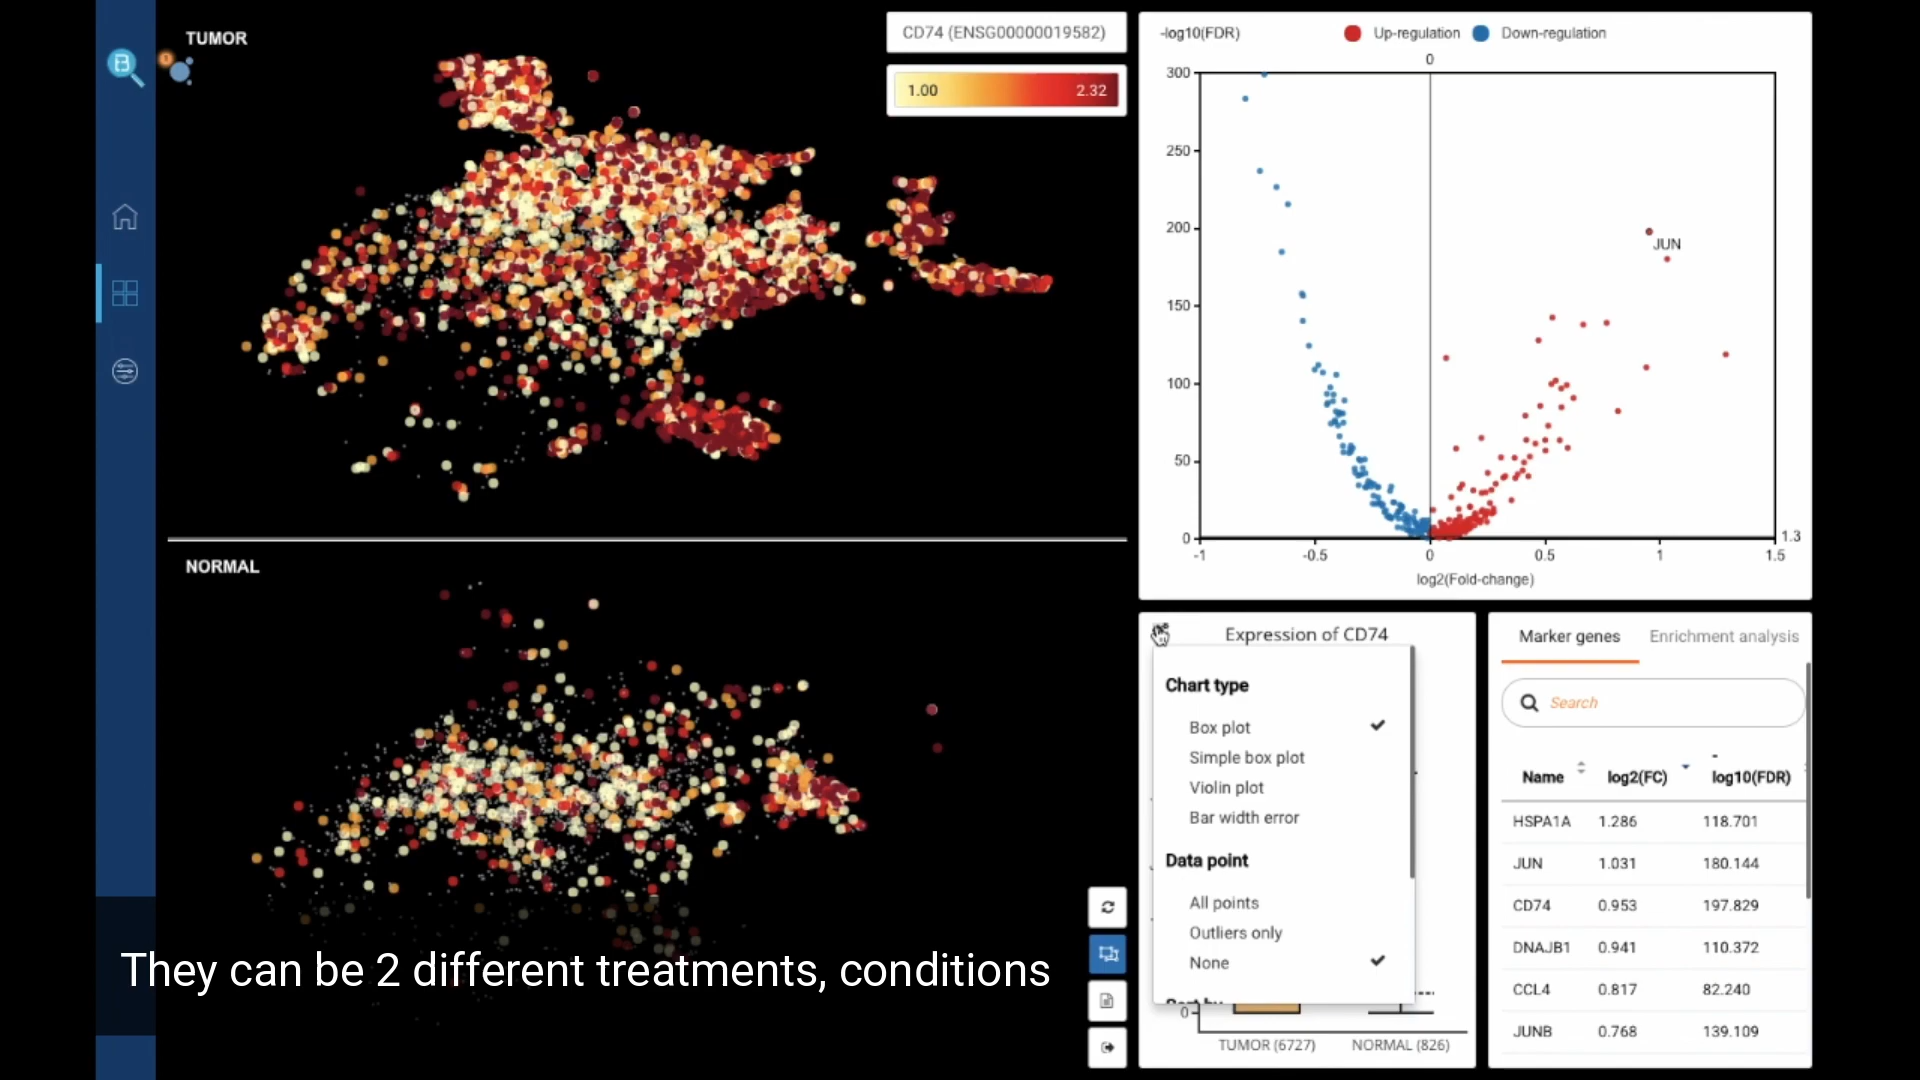 TUMOR
CD74 (ENSG00000019582)
1.00 2.32
NORMAL
They can be 2 different treatments, conditions
-log10(FDR)
Up-regulation Down-regulation
0
300
250
200
150
100
50
0
JUN
1.3
-1 -0.5 0 0.5 1 1.5
log2(Fold-change)
Expression of CD74
Chart type
Box plot
Simple box plot
Violin plot
Bar width error
Data point
All points
Outliers only
None
Sort by
0
TUMOR (6727) NORMAL (826)
Marker genes Enrichment analysis
Search
Name log2(FC) -log10(FDR)
HSPA1A 1.286 118.701
JUN 1.031 180.144
CD74 0.953 197.829
DNAJB1 0.941 110.372
CCL4 0.817 82.240
JUNB 0.768 139.109